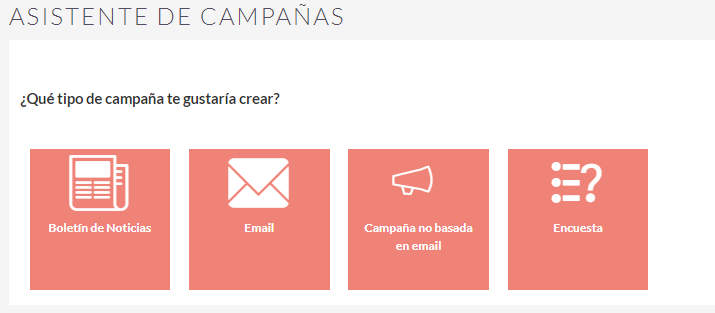 ASISTENTE DE CAMPAÑAS
¿Qué tipo de campaña te gustaría crear?
Boletín de Noticias
Email
Campaña no basada
en email
Encuesta